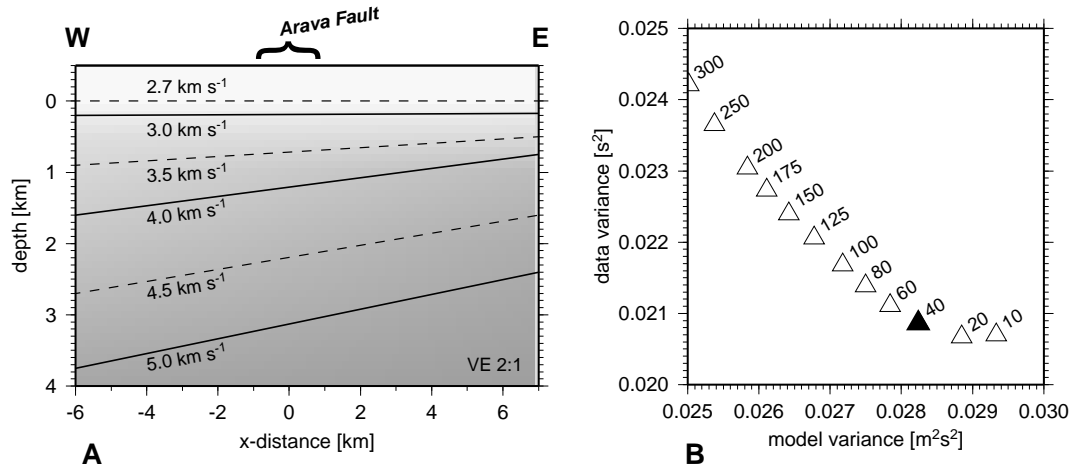 Arava Fault
W
E
2.7 km s-1
3.0 km s-1
3.5 km s-1
4.0 km s-1
4.5 km s-1
5.0 km s-1
VE 2:1
0
1
2
3
4
depth [km]
-6
-4
-2
0
2
4
6
x-distance [km]
A
0.025
0.024
0.023
0.022
0.021
0.020
data variance [s2]
300
250
200
175
150
125
100
80
60
40
20
10
0.025
0.026
0.027
0.028
0.029
0.030
model variance [m2s2]
B